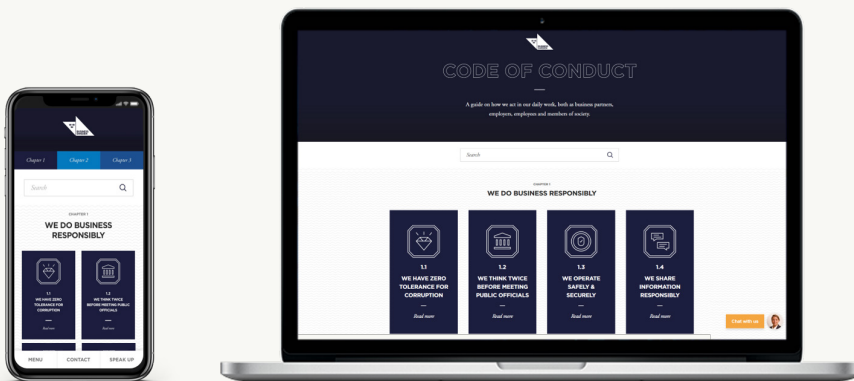 Chapter 1
Chapter 2
Chapter 3
Search
CHAPTER 1
WE DO BUSINESS
RESPONSIBLY
1.1
WE HAVE ZERO
TOLERANCE FOR
CORRUPTION
Read more
1.2
WE THINK TWICE
BEFORE MEETING PUBLIC
OFFICIALS
Read more
MENU
CONTACT
SPEAK UP
CODE OF CONDUCT
A guide on how we act in our daily work, both as business partners,
employers, employees and members of society.
Search
CHAPTER 1
WE DO BUSINESS RESPONSIBLY
1.1
WE HAVE ZERO
TOLERANCE FOR
CORRUPTION
Read more
1.2
WE THINK TWICE
BEFORE MEETING
PUBLIC OFFICIALS
Read more
1.3
WE OPERATE
SAFELY &
SECURELY
Read more
1.4
WE SHARE
INFORMATION
RESPONSIBLY
Read more
Chat with us